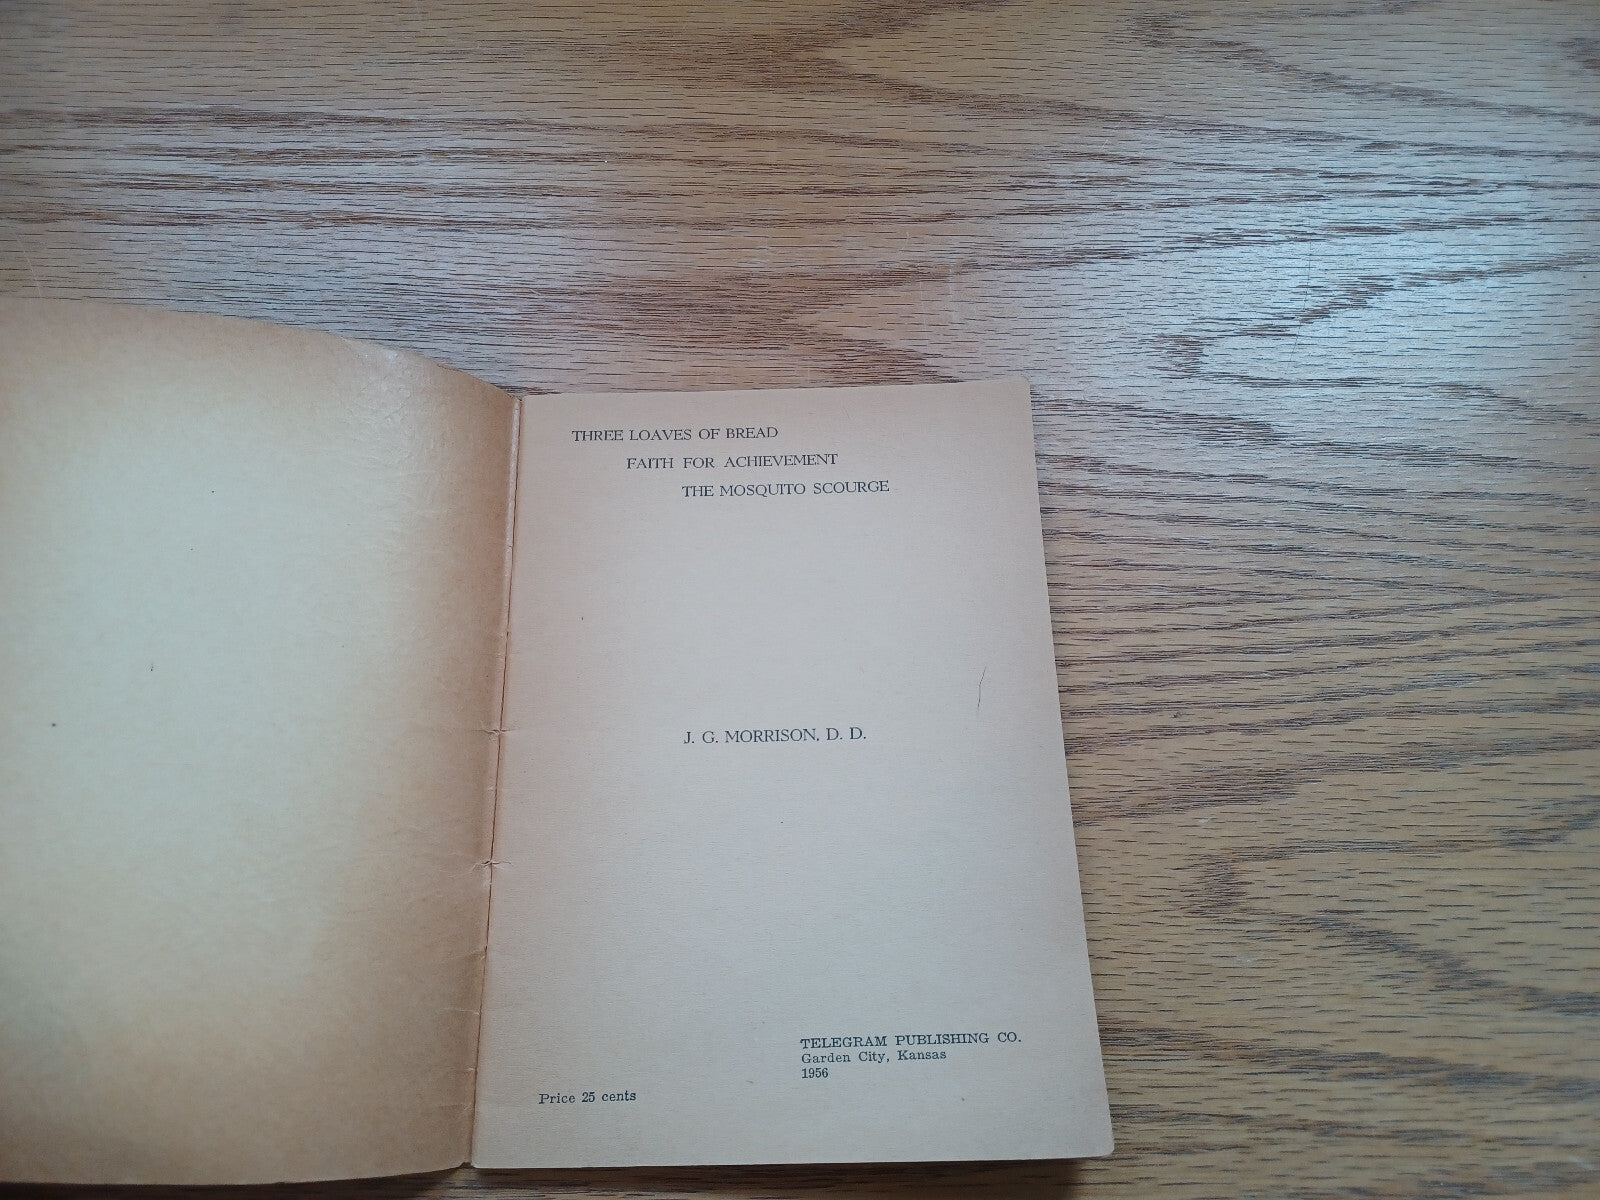 THREE LOAVES OF BREAD
FAITH FOR ACHIEVEMENT
THE MOSQUITO SCOURGE
J. G. MORRISON, D. D.
TELEGRAM PUBLISHING CO.
Garden City, Kansas
1956
Price 25 cents